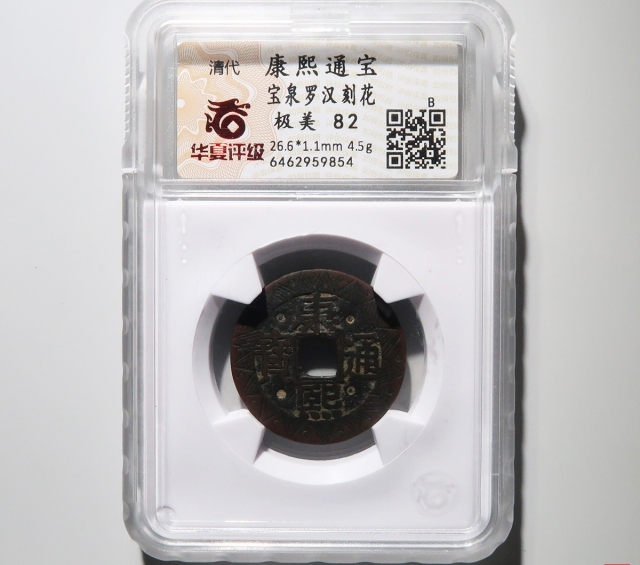 清代 康熙通宝
宝泉罗汉刻花
极美 82
B
华夏评级
26.6*1.1mm 4.5g
6462959854
康
熙
通
寶